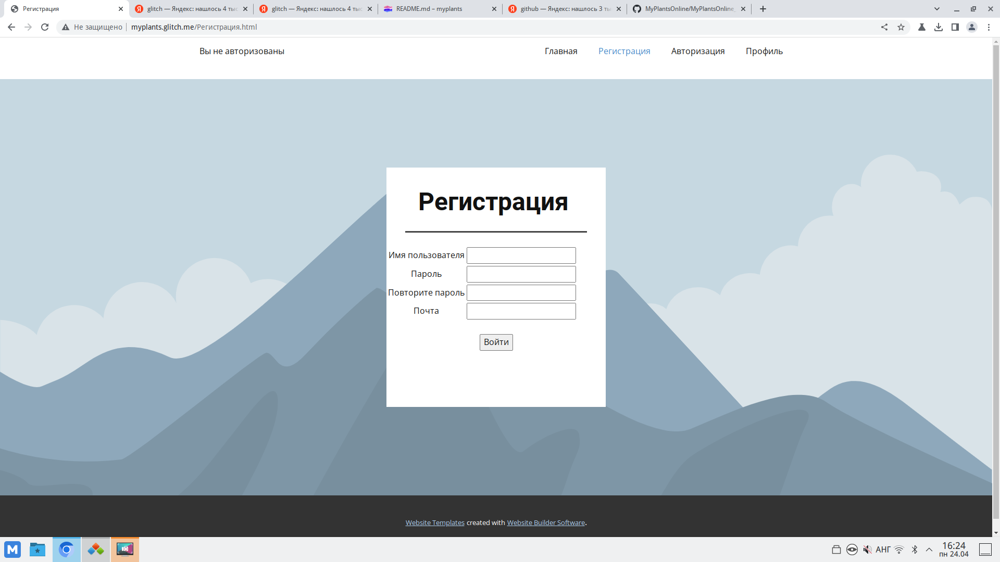 Регистрация
glitch — Яндекс: нашлось 4 тыс
glitch — Яндекс: нашлось 4 тыс
README.md – myplants
github — Яндекс: нашлось 3 ты
MyPlantsOnline/MyPlantsOnline_
Не защищено
myplants.glitch.me/Регистрация.html
Вы не авторизованы
Главная
Регистрация
Авторизация
Профиль
Регистрация
Имя пользователя
Пароль
Повторите пароль
Почта
Войти
Website Templates created with Website Builder Software.
АНГ
16:24
пн 24.04